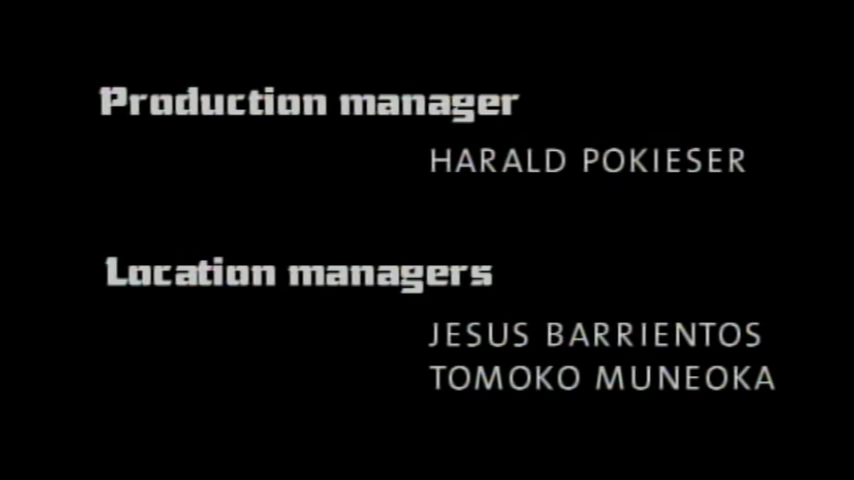 Production manager
HARALD POKIESER
Location managers
JESUS BARRIENTOS
TOMOKO MUNEOKA